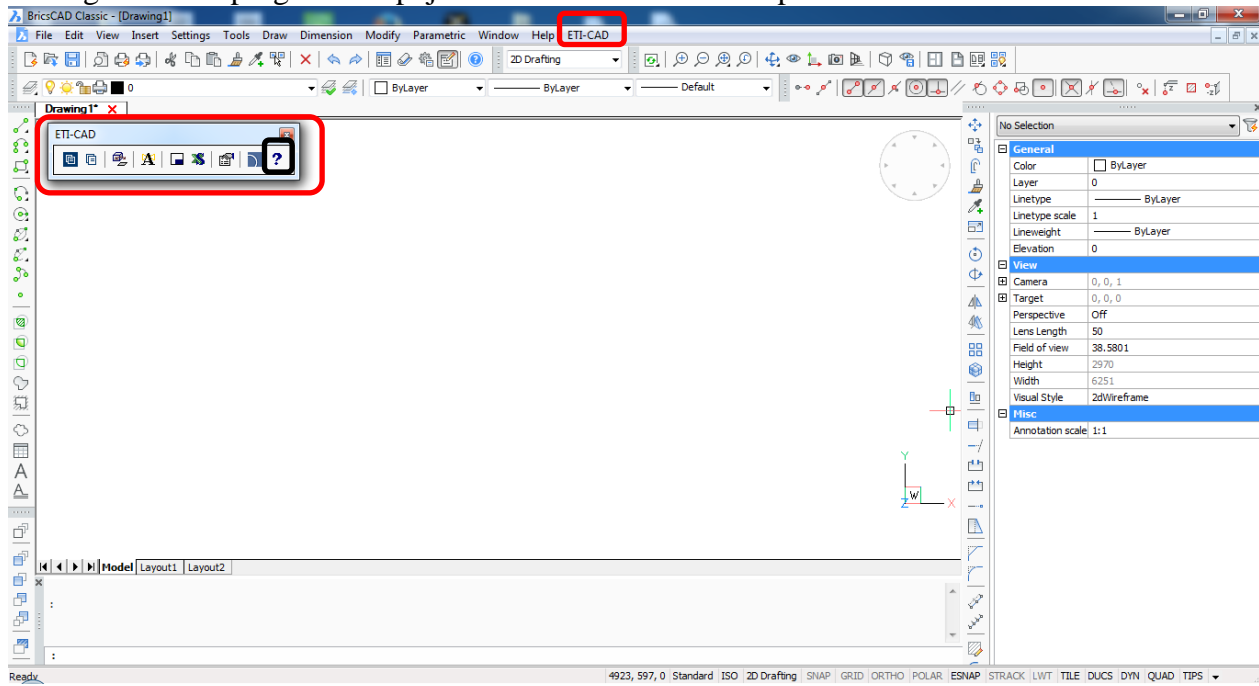 BricsCAD Classic - [Drawing1]
File Edit View Insert Settings Tools Draw Dimension Modify Parametric Window Help ETI-CAD
2D Drafting
0 ByLayer ByLayer Default
Drawing1*
ETI-CAD
A ?
No Selection
General
Color ByLayer
Layer 0
Linetype ByLayer
Linetype scale 1
Lineweight ByLayer
Elevation 0
View
Camera 0, 0, 1
Target 0, 0, 0
Perspective Off
Lens Length 50
Field of view 38.5801
Height 2970
Width 6251
Visual Style 2dWireframe
Misc
Annotation scale 1:1
Y
W
Z X
Model Layout1 Layout2
:
:
Ready 4923, 597, 0 Standard ISO 2D Drafting SNAP GRID ORTHO POLAR ESNAP STRACK LWT TILE DUCS DYN QUAD TIPS